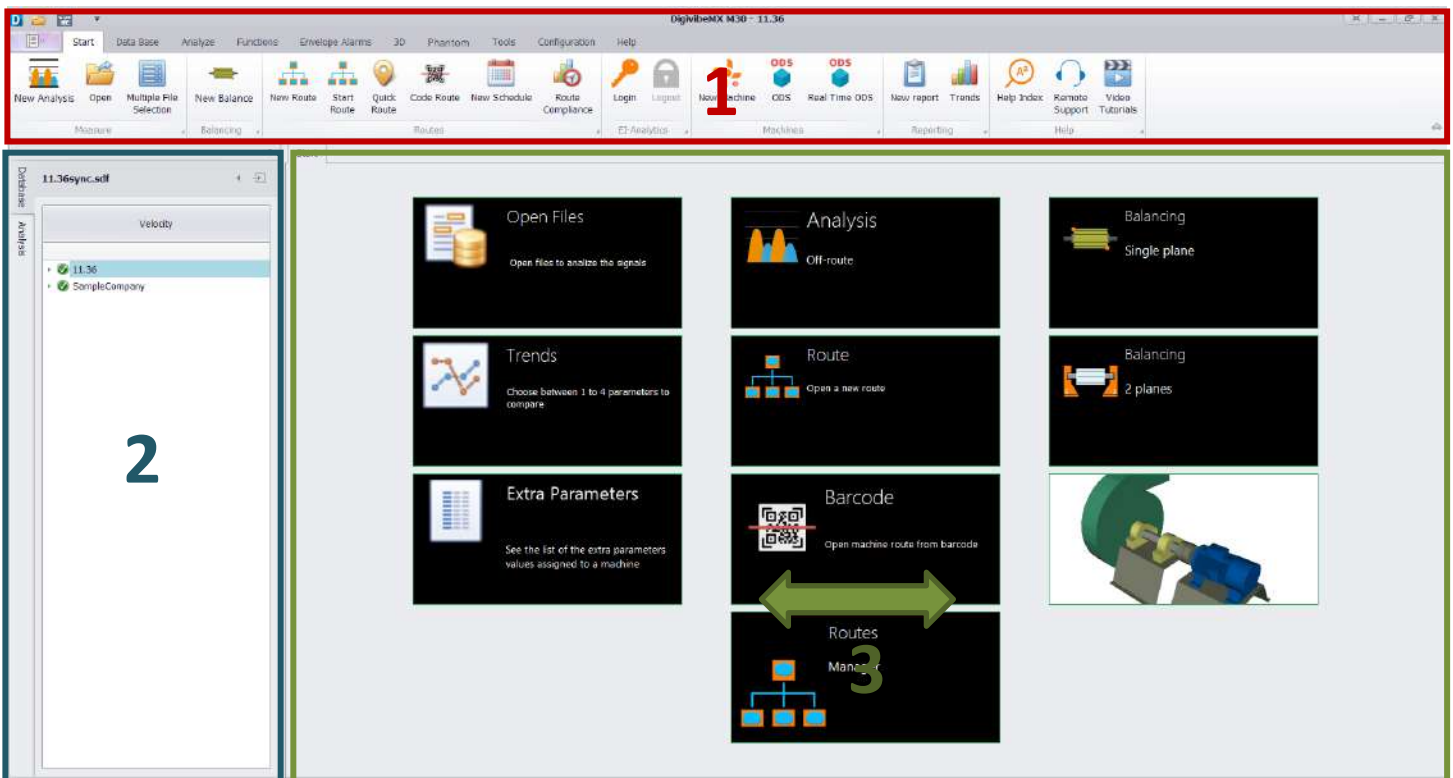 DigivibeMX M30 - 11.36
Start Data Base Analyze Functions Envelope Alarms 3D Phantom Tools Configuration Help
New Analysis Open Multiple File Selection New Balance New Route Start Route Quick Route Code Route New Schedule Route Compliance Login Logout New Machine ODS ODS ODS Real Time ODS New report Trends Help Index Remote Support Video Tutorials
1
Measure Balancing Routes EI-Analytics Machines Reporting Help
Start
Database
Analysis
11.36sync.sdf
Velocity
11.36
SampleCompany
2
Open Files
Open files to analize the signals
Analysis
Off-route
Balancing
Single plane
Trends
Choose between 1 to 4 parameters to
compare
Route
Open a new route
Balancing
2 planes
Extra Parameters
See the list of the extra parameters
values assigned to a machine
Barcode
Open machine route from barcode
Routes
Manager
3